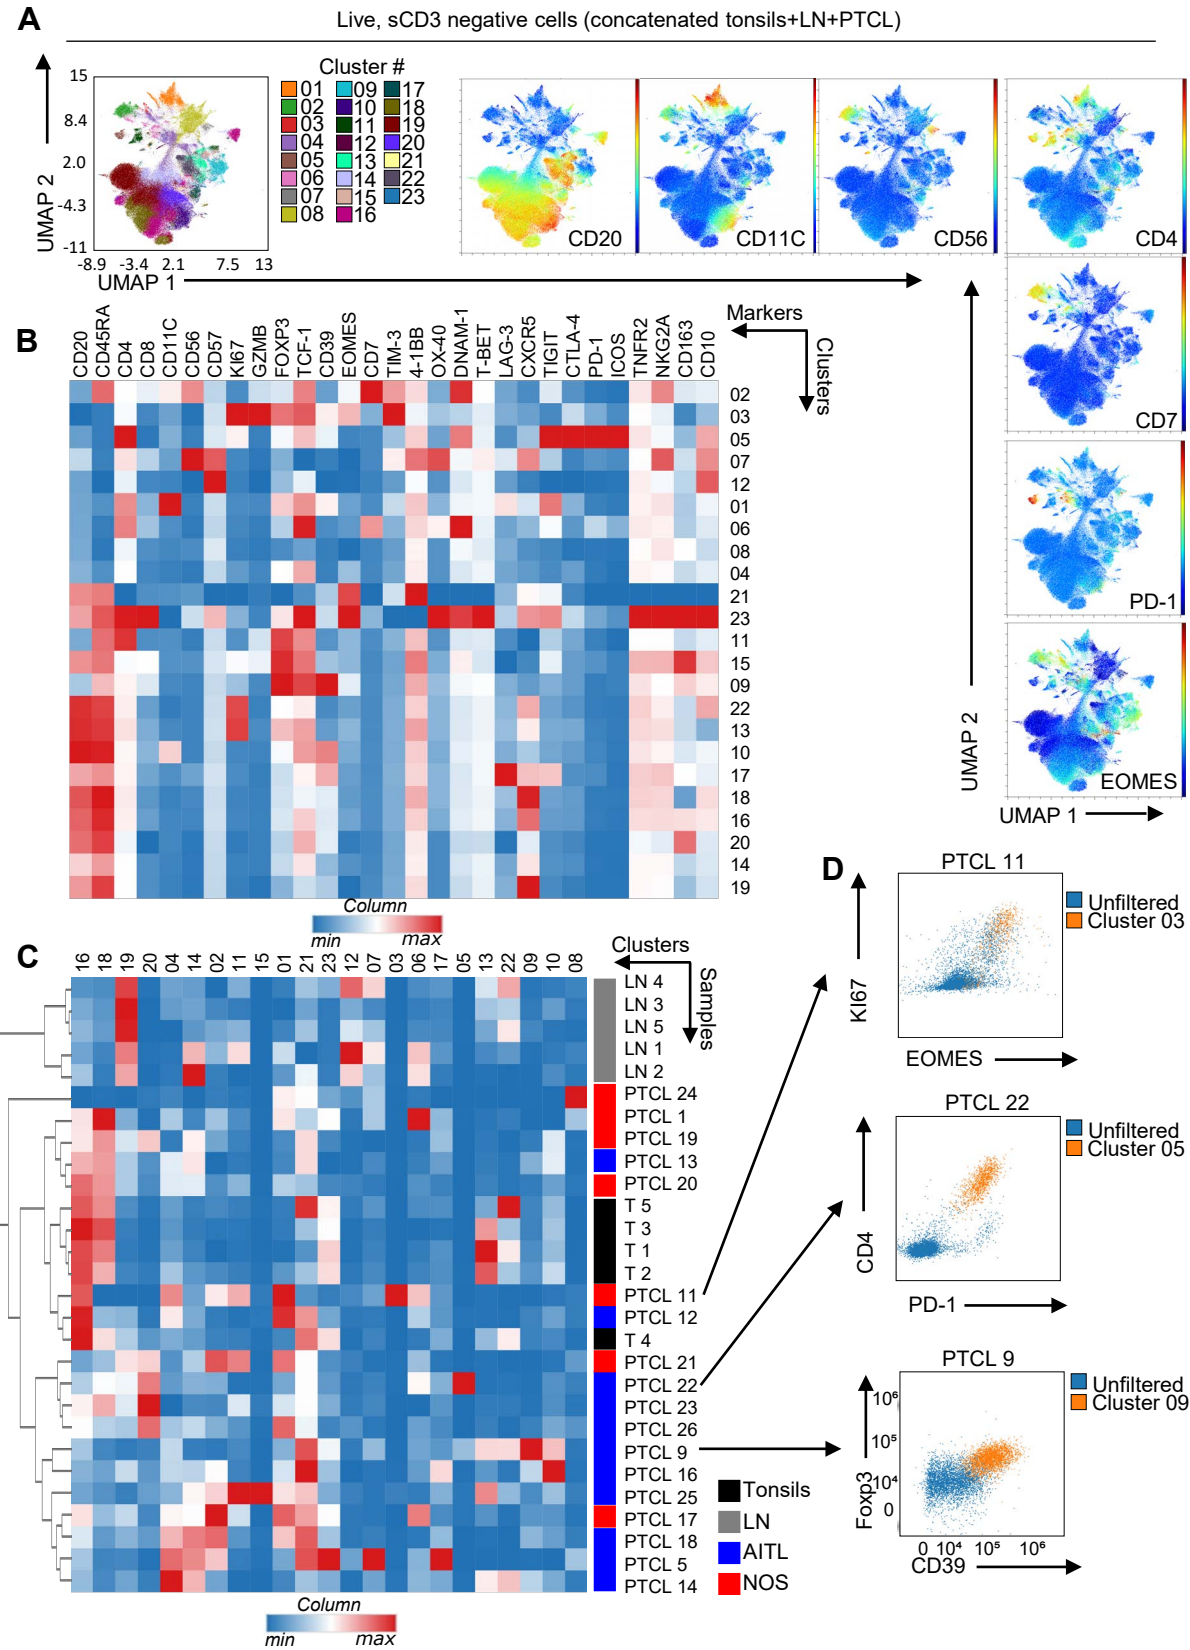 A
Live, sCD3 negative cells (concatenated tonsils+LN+PTCL)
Cluster #
01 09 17
02 10 18
03 11 19
04 12 20
05 13 21
06 14 22
07 15 23
08 16
15
8.4
2.0
-4.3
-11
-8.9 -3.4 2.1 7.5 13
UMAP 2
UMAP 1
CD20
CD11C
CD56
CD4
CD7
PD-1
EOMES
UMAP 2
UMAP 1
B
Markers
Clusters
CD20 CD45RA CD4 CD8 CD11C CD56 CD57 KI67 GZMB FOXP3 TCF-1 CD39 EOMES CD7 TIM-3 4-1BB OX-40 DNAM-1 T-BET LAG-3 CXCR5 TIGIT CTLA-4 PD-1 ICOS TNFR2 NKG2A CD163 CD10
02
03
05
07
12
01
06
08
04
21
23
11
15
09
22
13
10
17
18
16
20
14
19
Column
min max
C
Clusters
Samples
16 18 19 20 04 14 02 11 15 01 21 23 12 07 03 06 17 05 13 22 09 10 08
LN 4
LN 3
LN 5
LN 1
LN 2
PTCL 24
PTCL 1
PTCL 19
PTCL 13
PTCL 20
T 5
T 3
T 1
T 2
PTCL 11
PTCL 12
T 4
PTCL 21
PTCL 22
PTCL 23
PTCL 26
PTCL 9
PTCL 16
PTCL 25
PTCL 17
PTCL 18
PTCL 5
PTCL 14
Tonsils
LN
AITL
NOS
Column
min max
D
PTCL 11
Unfiltered
Cluster 03
KI67
EOMES
PTCL 22
Unfiltered
Cluster 05
CD4
PD-1
PTCL 9
Unfiltered
Cluster 09
Foxp3
10⁶
10⁵
10⁴
0
0 10⁴ 10⁵ 10⁶
CD39